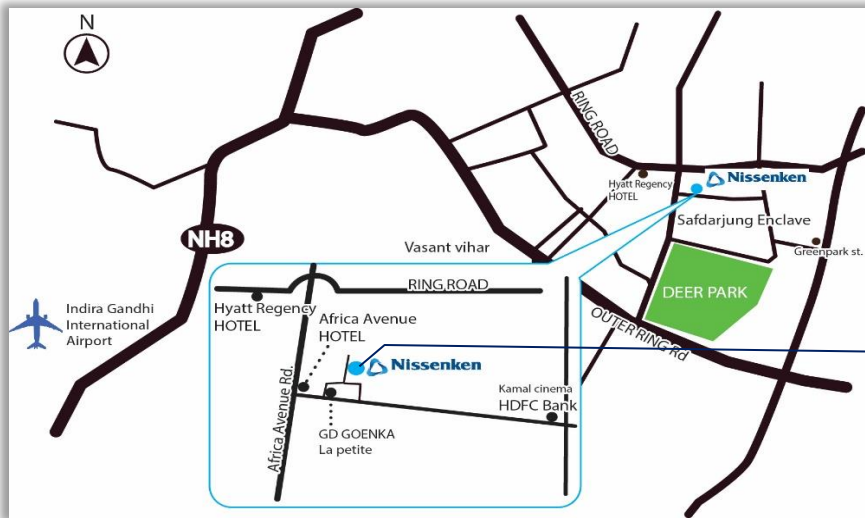 N
RING ROAD
Hyatt Regency
HOTEL
Nissenken
Safdarjung Enclave
Greenpark st.
NH8
Vasant vihar
DEER PARK
OUTER RING Rd
Indira Gandhi
International
Airport
RING ROAD
Hyatt Regency
HOTEL
Africa Avenue
HOTEL
Nissenken
Africa Avenue Rd.
Kamal cinema
HDFC Bank
GD GOENKA
La petite